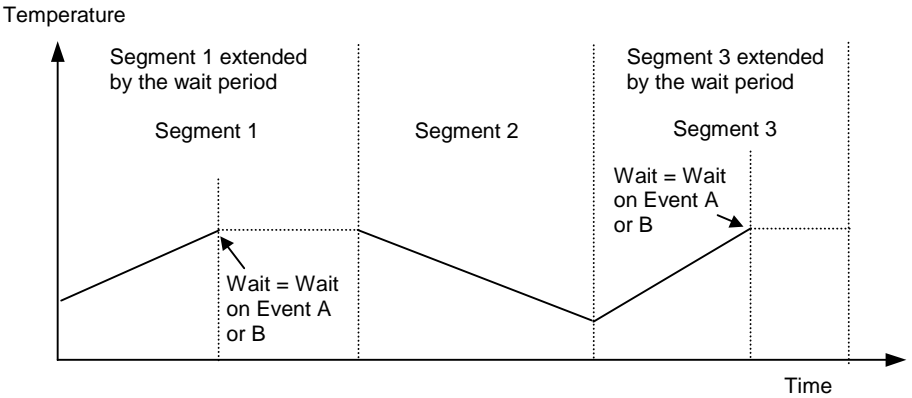 Temperature
Segment 1 extended
by the wait period
Segment 1
Segment 2
Segment 3 extended
by the wait period
Segment 3
Wait = Wait
on Event A
or B
Wait = Wait
on Event A
or B
Time